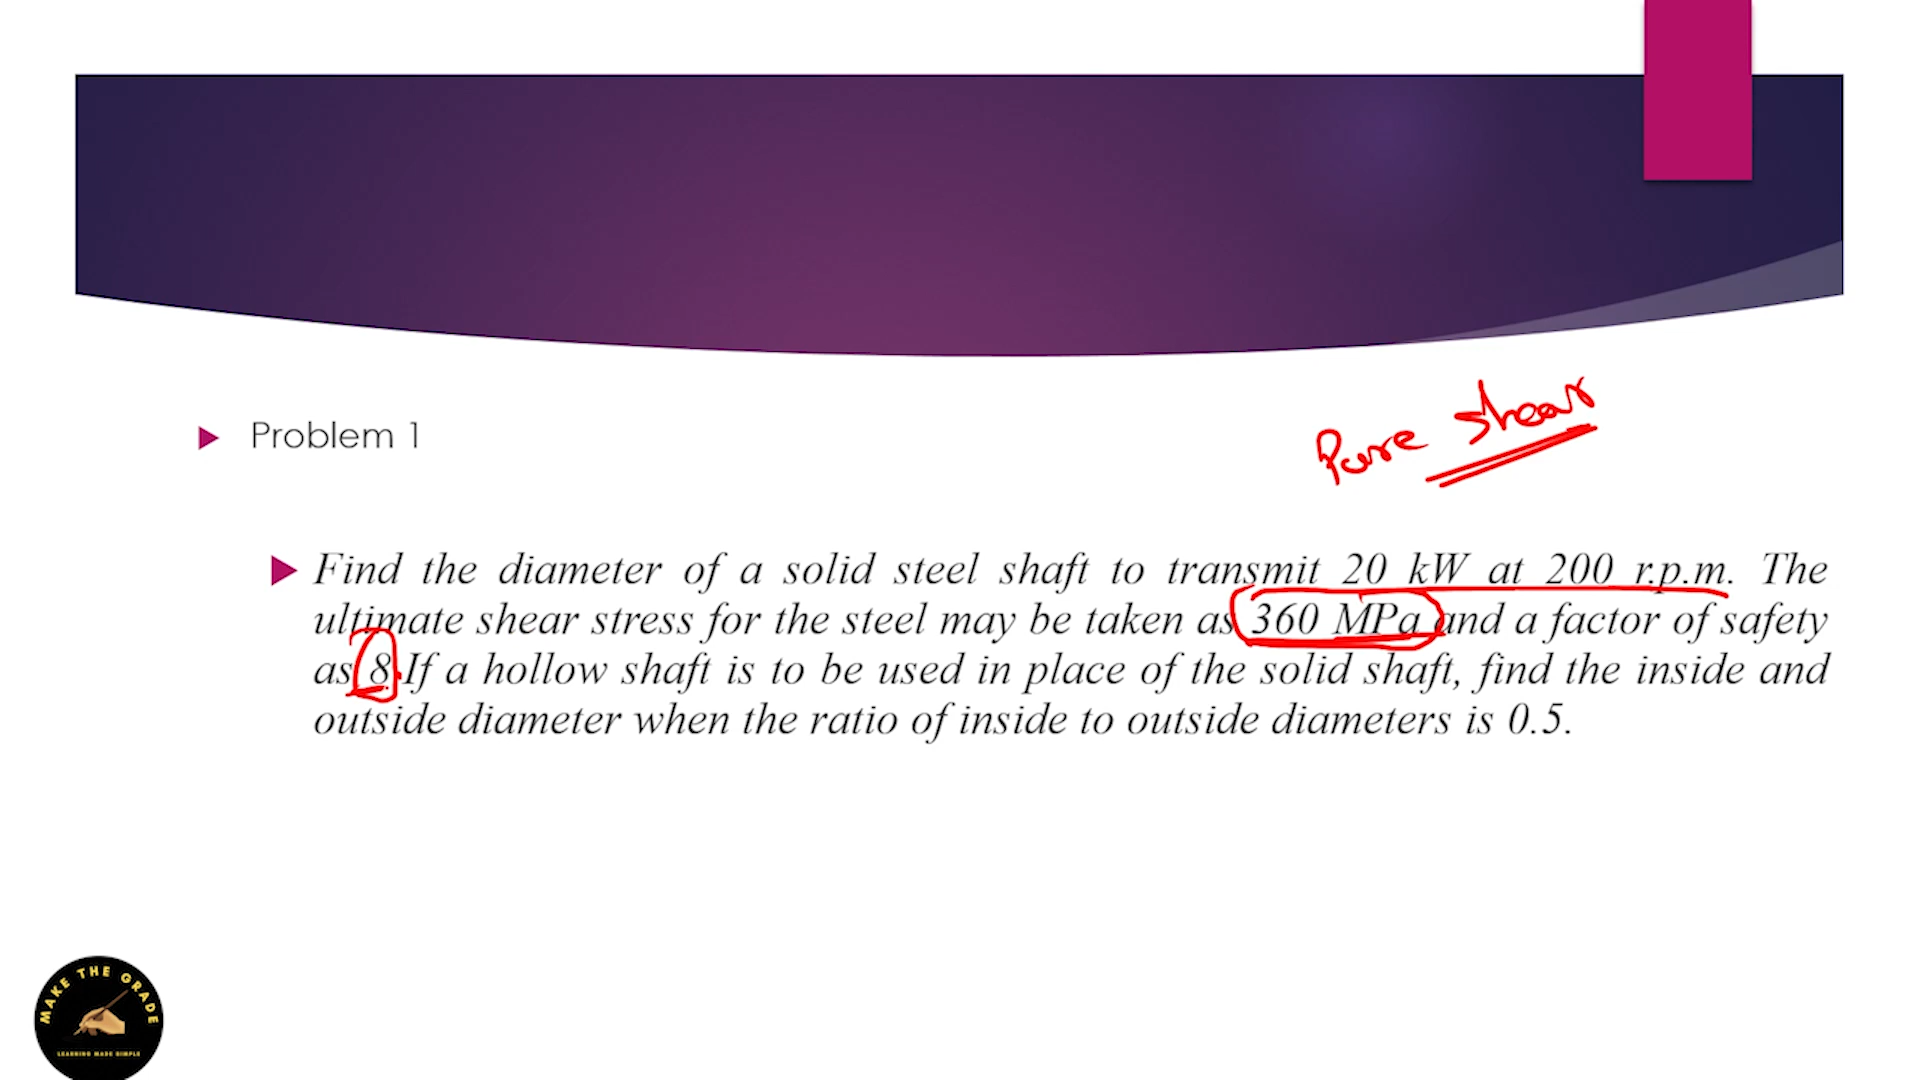 Problem 1
Pure Shear
Find the diameter of a solid steel shaft to transmit 20 kW at 200 r.p.m. The
ultimate shear stress for the steel may be taken as 360 MPa and a factor of safety
as 8. If a hollow shaft is to be used in place of the solid shaft, find the inside and
outside diameter when the ratio of inside to outside diameters is 0.5.
MAKE THE GRADE
LEARNING MADE SIMPLE